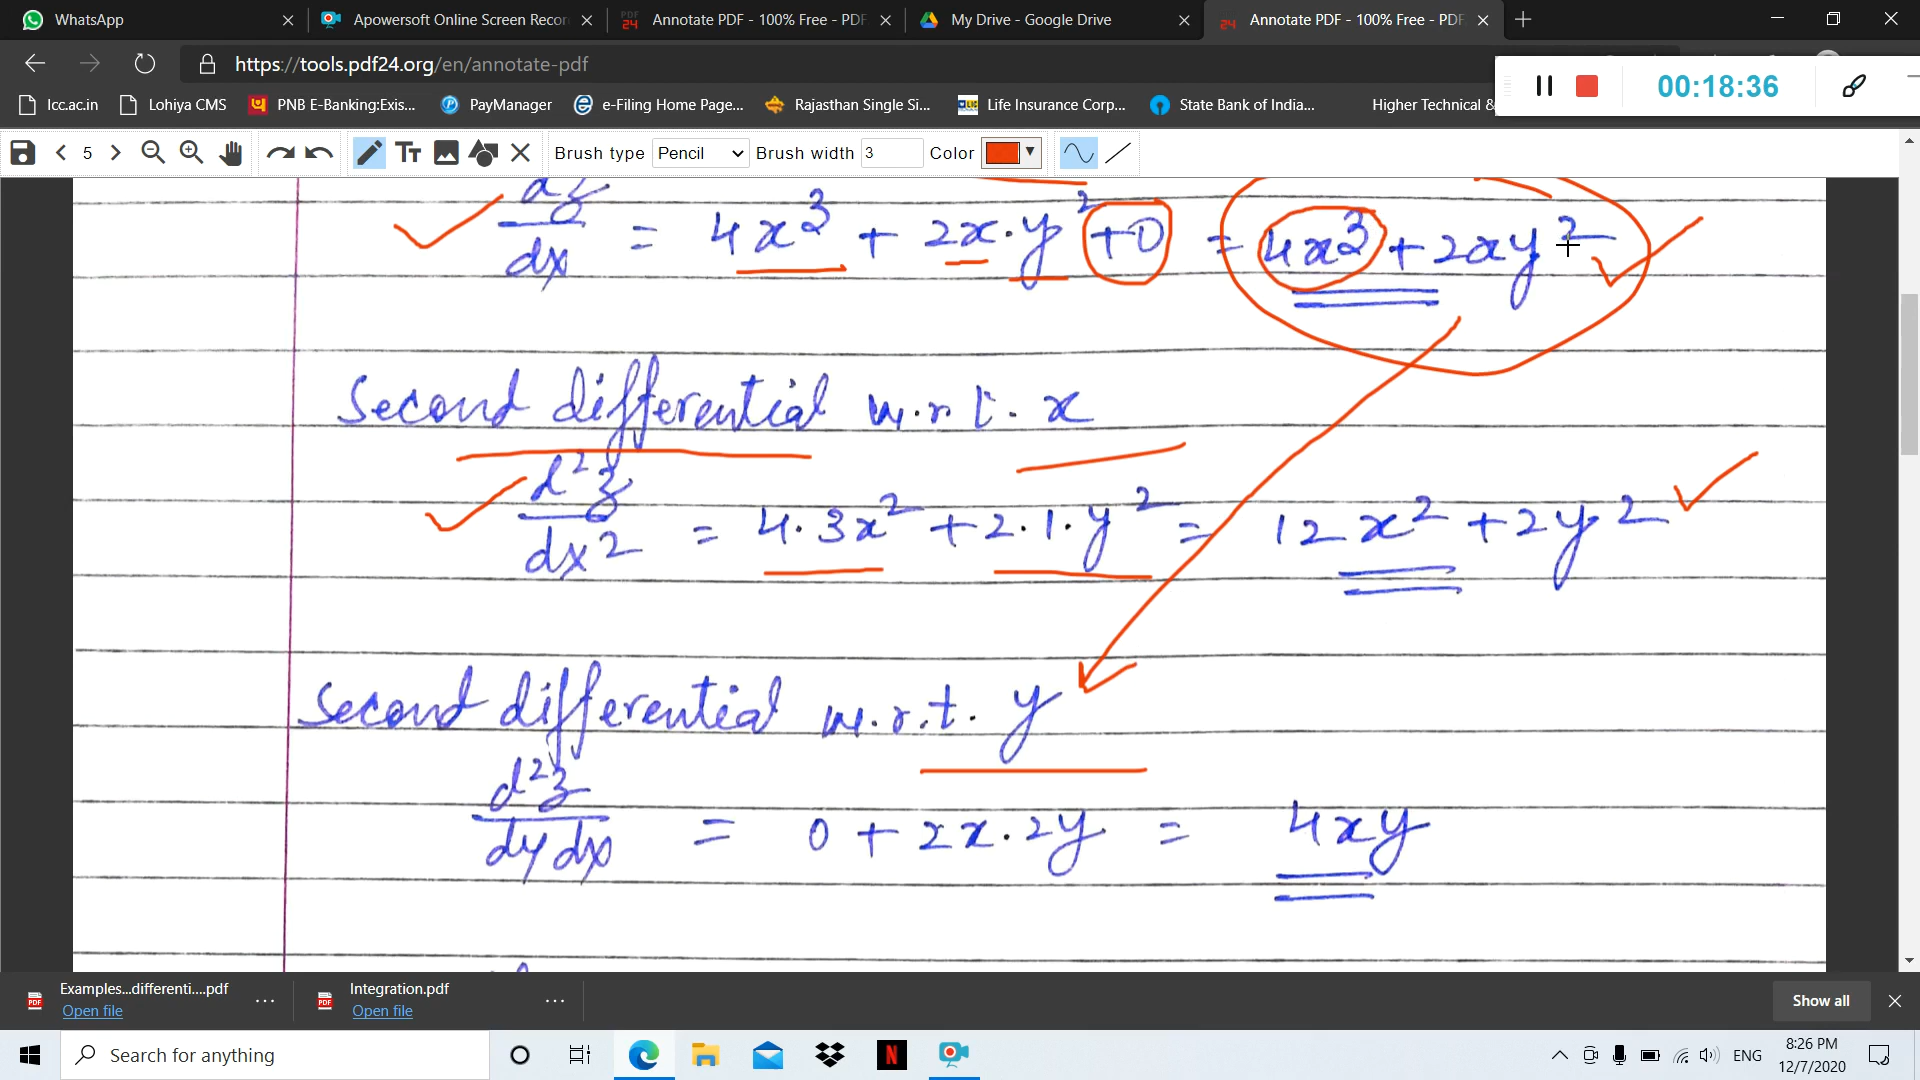 WhatsApp
Apowersoft Online Screen Recor
Annotate PDF - 100% Free - PDF
My Drive - Google Drive
Annotate PDF - 100% Free - PDF
https://tools.pdf24.org/en/annotate-pdf
00:18:36
lcc.ac.in
Lohiya CMS
PNB E-Banking:Exis...
PayManager
e-Filing Home Page...
Rajasthan Single Si...
Life Insurance Corp...
State Bank of India...
Higher Technical &
5
Brush type Pencil Brush width 3 Color
dz/dx = 4x³ + 2x·y² + 0 = 4x³ + 2xy²
Second differential w.r.t. x
d²z/dx² = 4·3x² + 2·1·y² = 12x² + 2y²
Second differential w.r.t. y
d²z/dydx = 0 + 2x·2y = 4xy
Examples...differenti....pdf
Open file
Integration.pdf
Open file
Show all
Search for anything
ENG
8:26 PM
12/7/2020